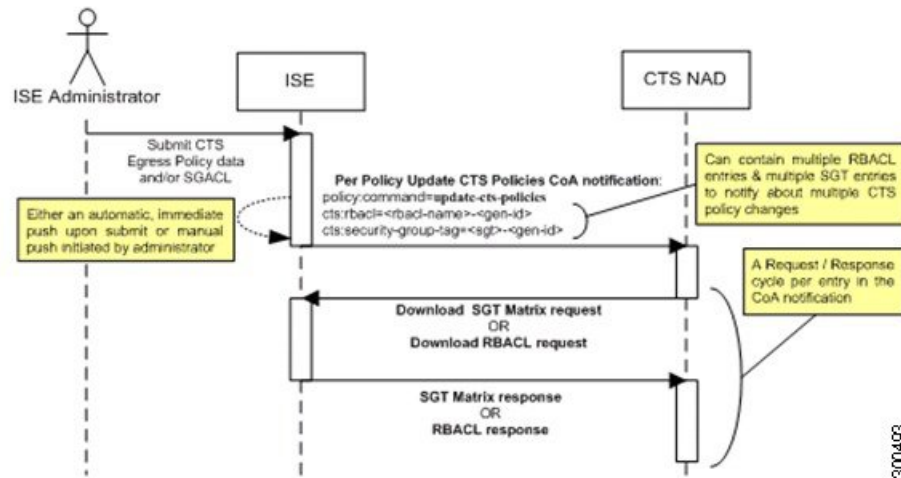 ISE Administrator
ISE
CTS NAD
Submit CTS
Egress Policy data
and/or SGACL
Either an automatic, immediate
push upon submit or manual
push initiated by administrator
Per Policy Update CTS Policies CoA notification:
policy:command=update-cts-policies
cts:rbacl=<rbacl-name>-<gen-id>
cts:security-group-tag=<sgt>-<gen-id>
Can contain multiple RBACL
entries & multiple SGT entries
to notify about multiple CTS
policy changes
A Request / Response
cycle per entry in the
CoA notification
Download SGT Matrix request
OR
Download RBACL request
SGT Matrix response
OR
RBACL response
300463